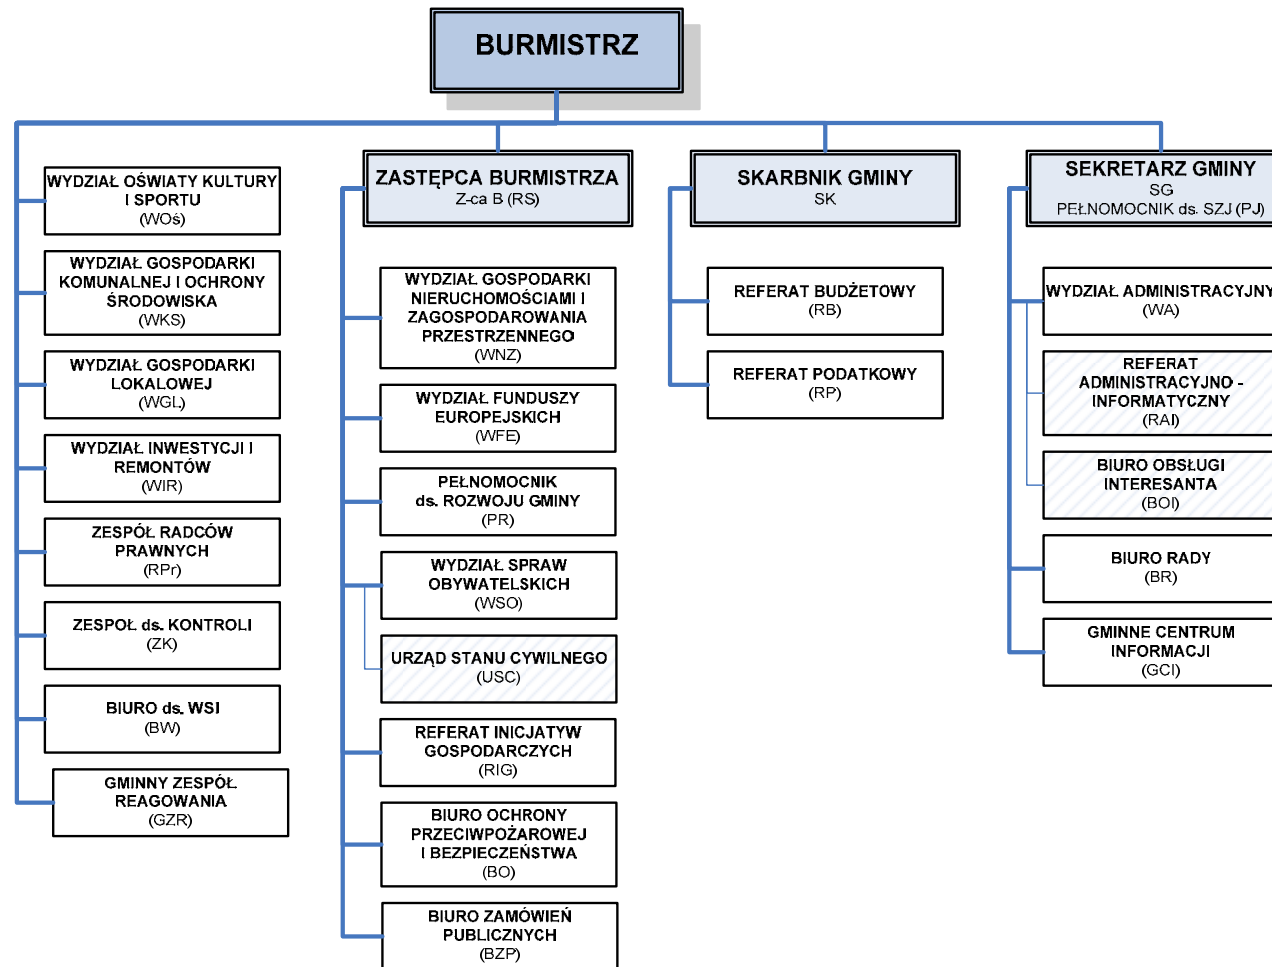 BURMISTRZ
WYDZIAŁ OŚWIATY KULTURY
I SPORTU
(WOś)
WYDZIAŁ GOSPODARKI
KOMUNALNEJ I OCHRONY
ŚRODOWISKA
(WKS)
WYDZIAŁ GOSPODARKI
LOKALOWEJ
(WGL)
WYDZIAŁ INWESTYCJI I
REMONTÓW
(WIR)
ZESPÓŁ RADCÓW
PRAWNYCH
(RPr)
ZESPOŁ ds. KONTROLI
(ZK)
BIURO ds. WSI
(BW)
GMINNY ZESPÓŁ
REAGOWANIA
(GZR)
ZASTĘPCA BURMISTRZA
Z-ca B (RS)
WYDZIAŁ GOSPODARKI
NIERUCHOMOŚCIAMI I
ZAGOSPODAROWANIA
PRZESTRZENNEGO
(WNZ)
WYDZIAŁ FUNDUSZY
EUROPEJSKICH
(WFE)
PEŁNOMOCNIK
ds. ROZWOJU GMINY
(PR)
WYDZIAŁ SPRAW
OBYWATELSKICH
(WSO)
URZĄD STANU CYWILNEGO
(USC)
REFERAT INICJATYW
GOSPODARCZYCH
(RIG)
BIURO OCHRONY
PRZECIWPOŻAROWEJ
I BEZPIECZEŃSTWA
(BO)
BIURO ZAMÓWIEŃ
PUBLICZNYCH
(BZP)
SKARBNIK GMINY
SK
REFERAT BUDŻETOWY
(RB)
REFERAT PODATKOWY
(RP)
SEKRETARZ GMINY
SG
PEŁNOMOCNIK ds. SZJ (PJ)
WYDZIAŁ ADMINISTRACYJNY
(WA)
REFERAT
ADMINISTRACYJNO -
INFORMATYCZNY
(RAI)
BIURO OBSŁUGI
INTERESANTA
(BOI)
BIURO RADY
(BR)
GMINNE CENTRUM
INFORMACJI
(GCI)